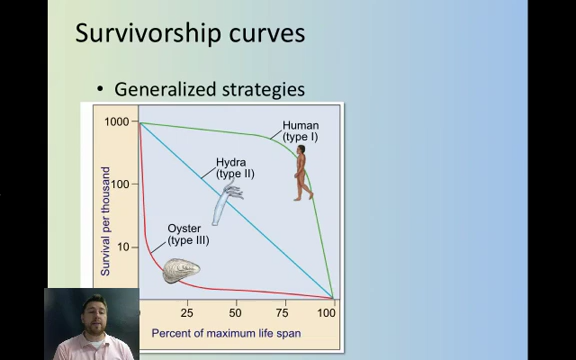 Survivorship curves
• Generalized strategies
1000
100
10
Survival per thousand
Human
(type I)
Hydra
(type II)
Oyster
(type III)
25
50
75
100
Percent of maximum life span